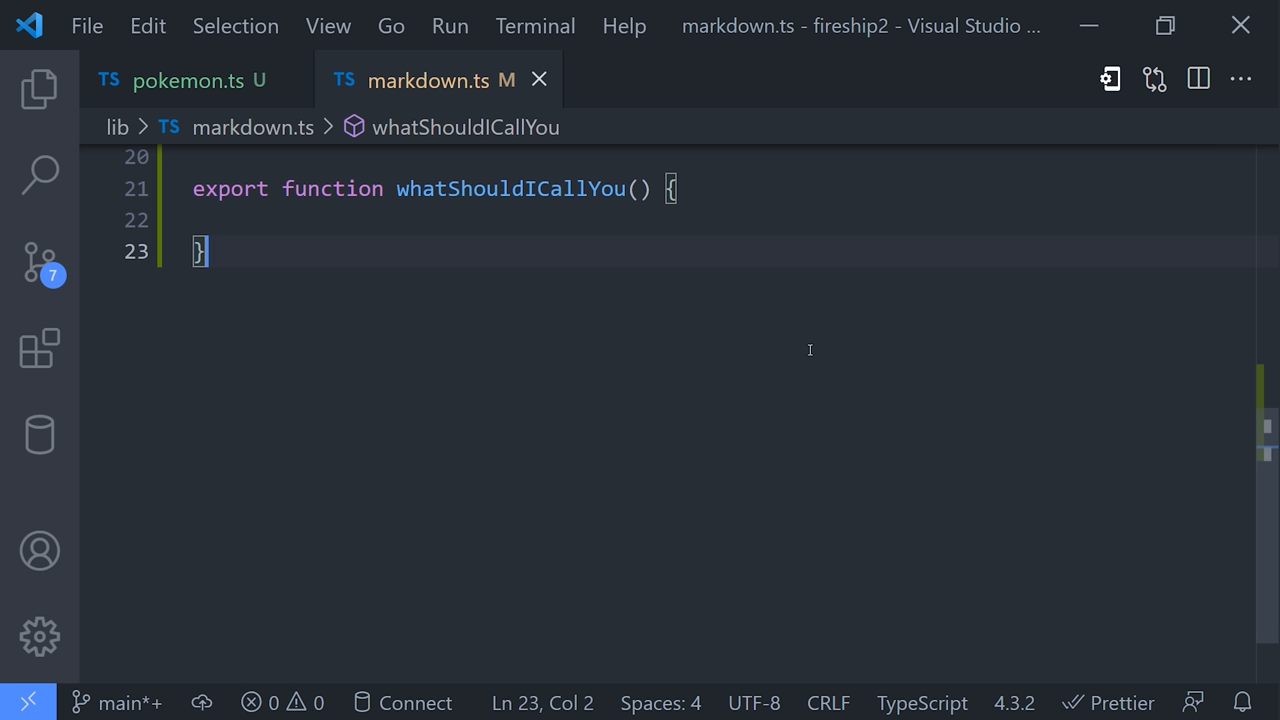 File Edit Selection View Go Run Terminal Help markdown.ts - fireship2 - Visual Studio ...
TS pokemon.ts U TS markdown.ts M
lib > TS markdown.ts > whatShouldICallYou
20
21 export function whatShouldICallYou() {
22
23 }
7
main*+ 0 0 Connect Ln 23, Col 2 Spaces: 4 UTF-8 CRLF TypeScript 4.3.2 Prettier